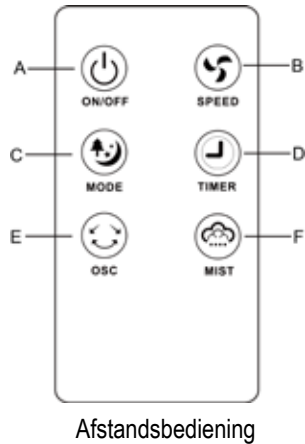 A
B
ON/OFF
SPEED
C
D
MODE
TIMER
E
F
OSC
MIST
Afstandsbediening